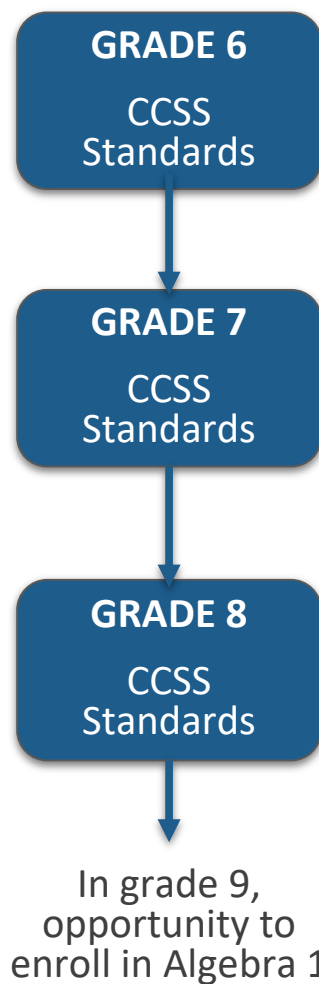 GRADE 6
CCSS
Standards
GRADE 7
CCSS
Standards
GRADE 8
CCSS
Standards
In grade 9,
opportunity to
enroll in Algebra 1